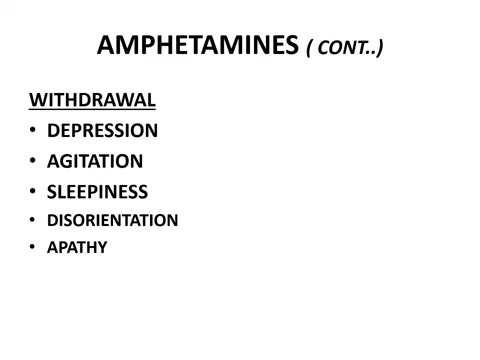 AMPHETAMINES ( CONT..)
WITHDRAWAL
• DEPRESSION
• AGITATION
• SLEEPINESS
• DISORIENTATION
• APATHY